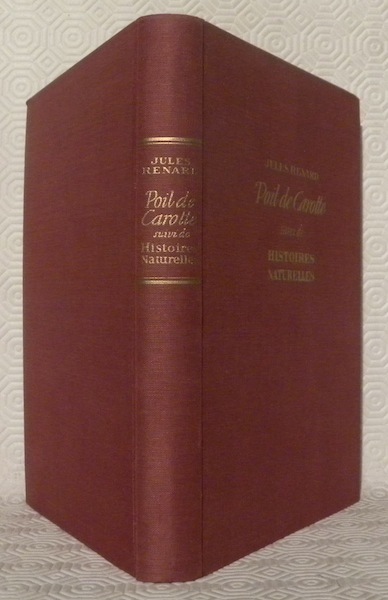 JULES
RENARD
Poil de
Carotte
suivi de
Histoires
Naturelles
JULES RENARD
Poil de Carotte
suivi de
HISTOIRES
NATURELLES